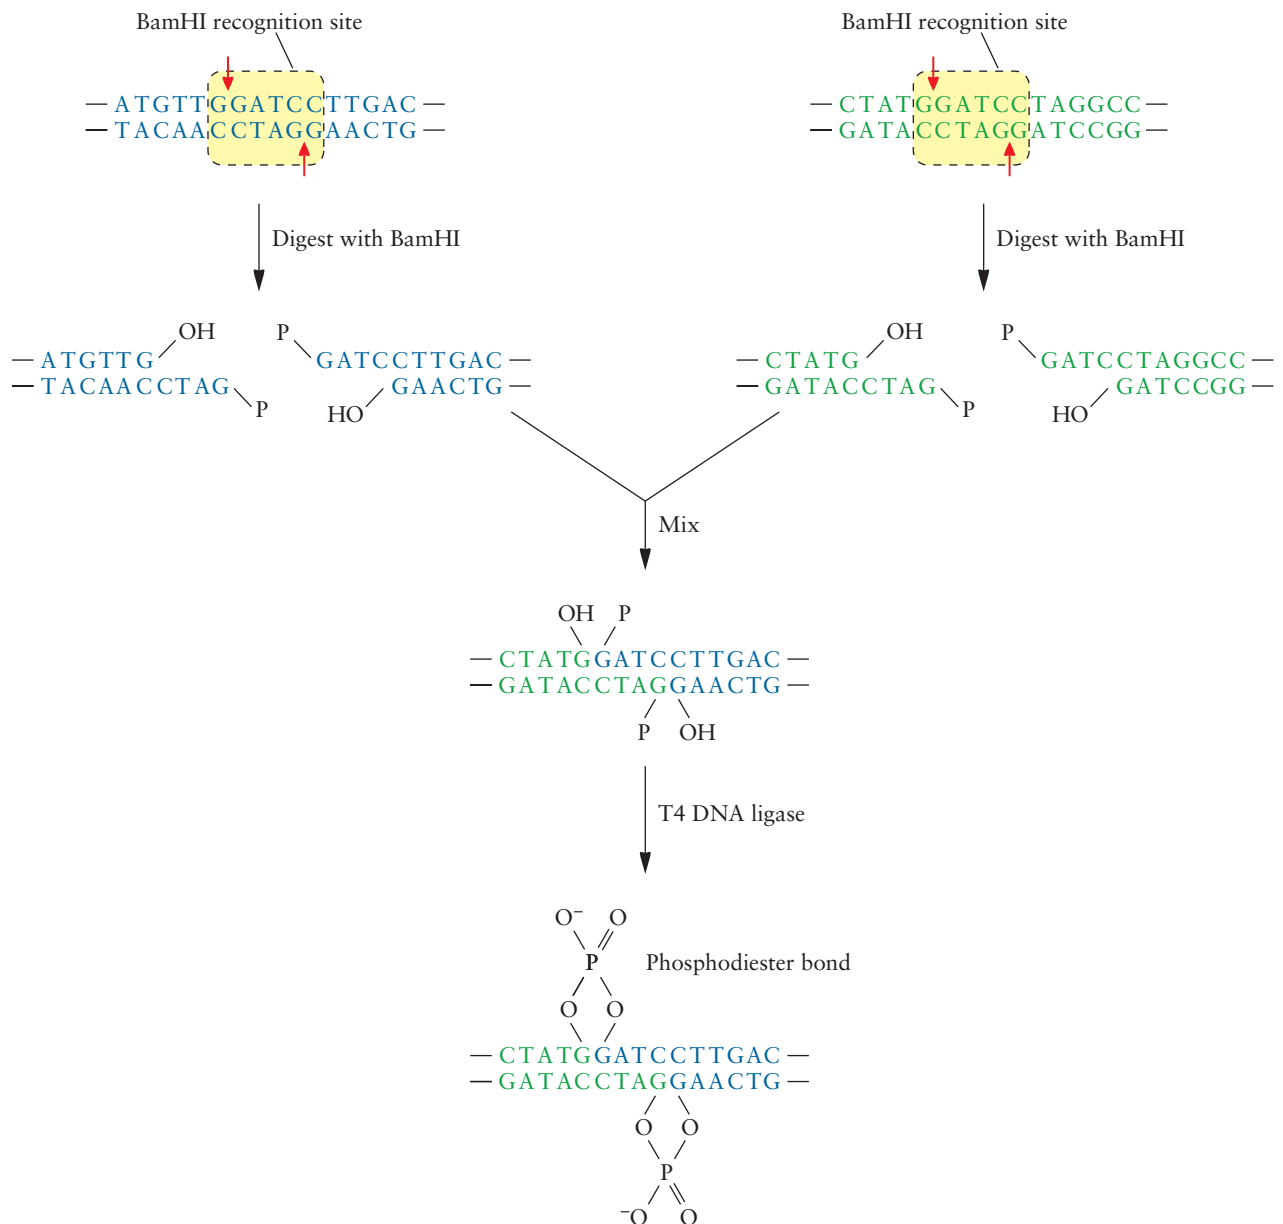 BamHI recognition site
BamHI recognition site
— ATGTTGGATCCTTGAC —
— TACAACCTAGGAACTG —
— CTATGGATCCTAGGCC —
— GATACCTAGGATCCGG —
Digest with BamHI
Digest with BamHI
OH
P
— ATGTTG
GATCCTTGAC —
— TACAACCTAG
GAACTG —
P
HO
OH
P
— CTATG
GATCCTAGGCC —
— GATACCTAG
GATCCGG —
P
HO
Mix
OH P
— CTATGGATCCTTGAC —
— GATACCTAGGAACTG —
P OH
T4 DNA ligase
O– O
P
Phosphodiester bond
O O
— CTATGGATCCTTGAC —
— GATACCTAGGAACTG —
O O
P
–O O